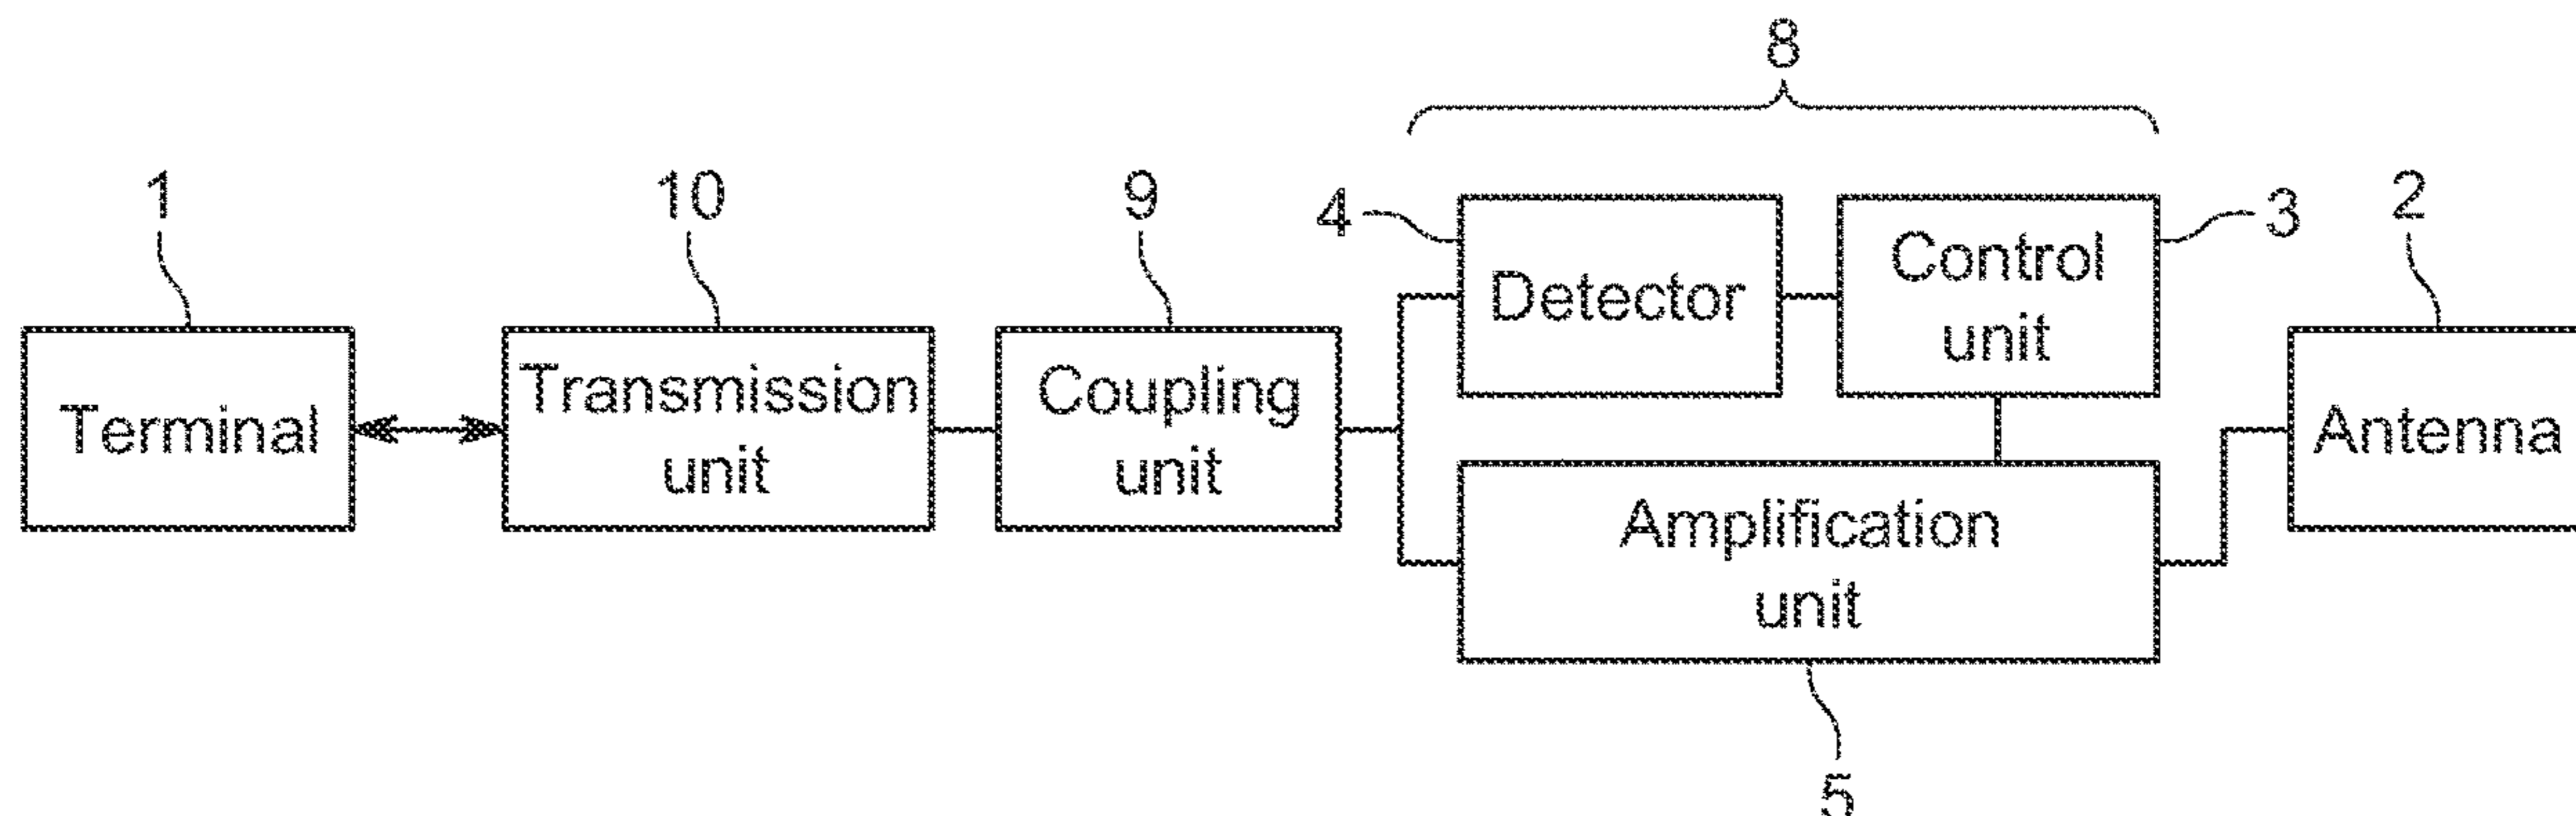 8
1
10
9
4
3
2
Detector
Control
unit
Terminal
Transmission
unit
Coupling
unit
Antenna
Amplification
unit
5